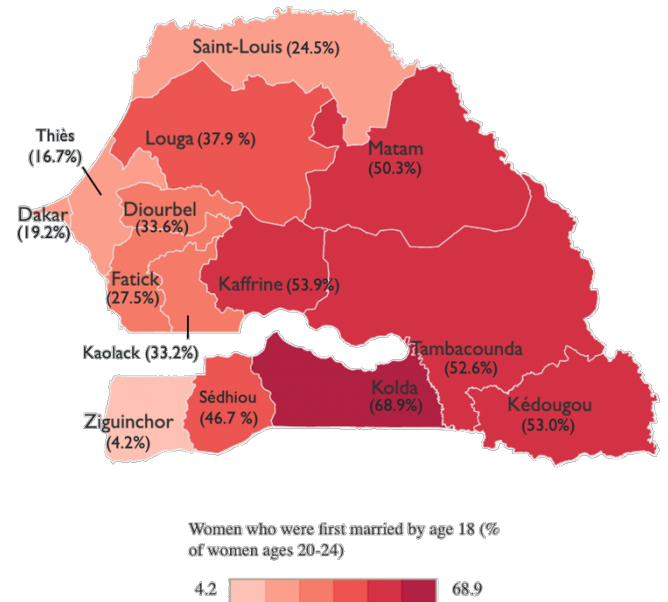 Saint-Louis (24.5%)
Thiès
(16.7%)
Louga (37.9 %)
Matam
(50.3%)
Dakar
(19.2%)
Diourbel
(33.6%)
Fatick
(27.5%)
Kaffrine (53.9%)
Kaolack (33.2%)
Tambacounda
(52.6%)
Ziguinchor
(4.2%)
Sédhiou
(46.7 %)
Kolda
(68.9%)
Kédougou
(53.0%)
Women who were first married by age 18 (%
of women ages 20-24)
4.2 68.9